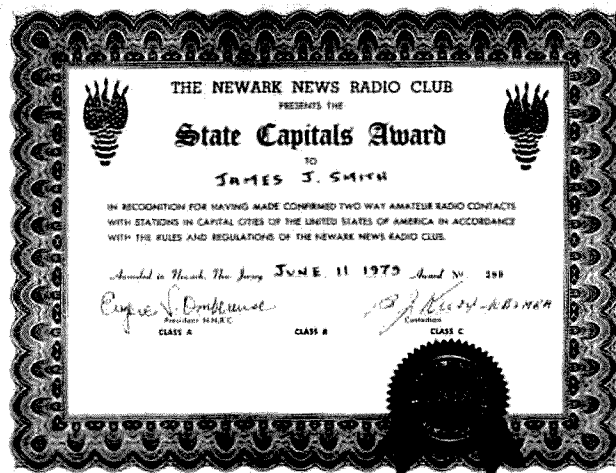 THE NEWARK NEWS RADIO CLUB
PRESENTS THE
State Capitals Award
TO
JAMES J. SMITH
IN RECOGNITION FOR HAVING MADE CONFIRMED TWO WAY AMATEUR RADIO CONTACTS
WITH STATIONS IN CAPITAL CITIES OF THE UNITED STATES OF AMERICA IN ACCORDANCE
WITH THE RULES AND REGULATIONS OF THE NEWARK NEWS RADIO CLUB.
Awarded in Newark, New Jersey JUNE 11 1979 Award No.
President N.N.R.C. Custodian
CLASS A CLASS B CLASS C